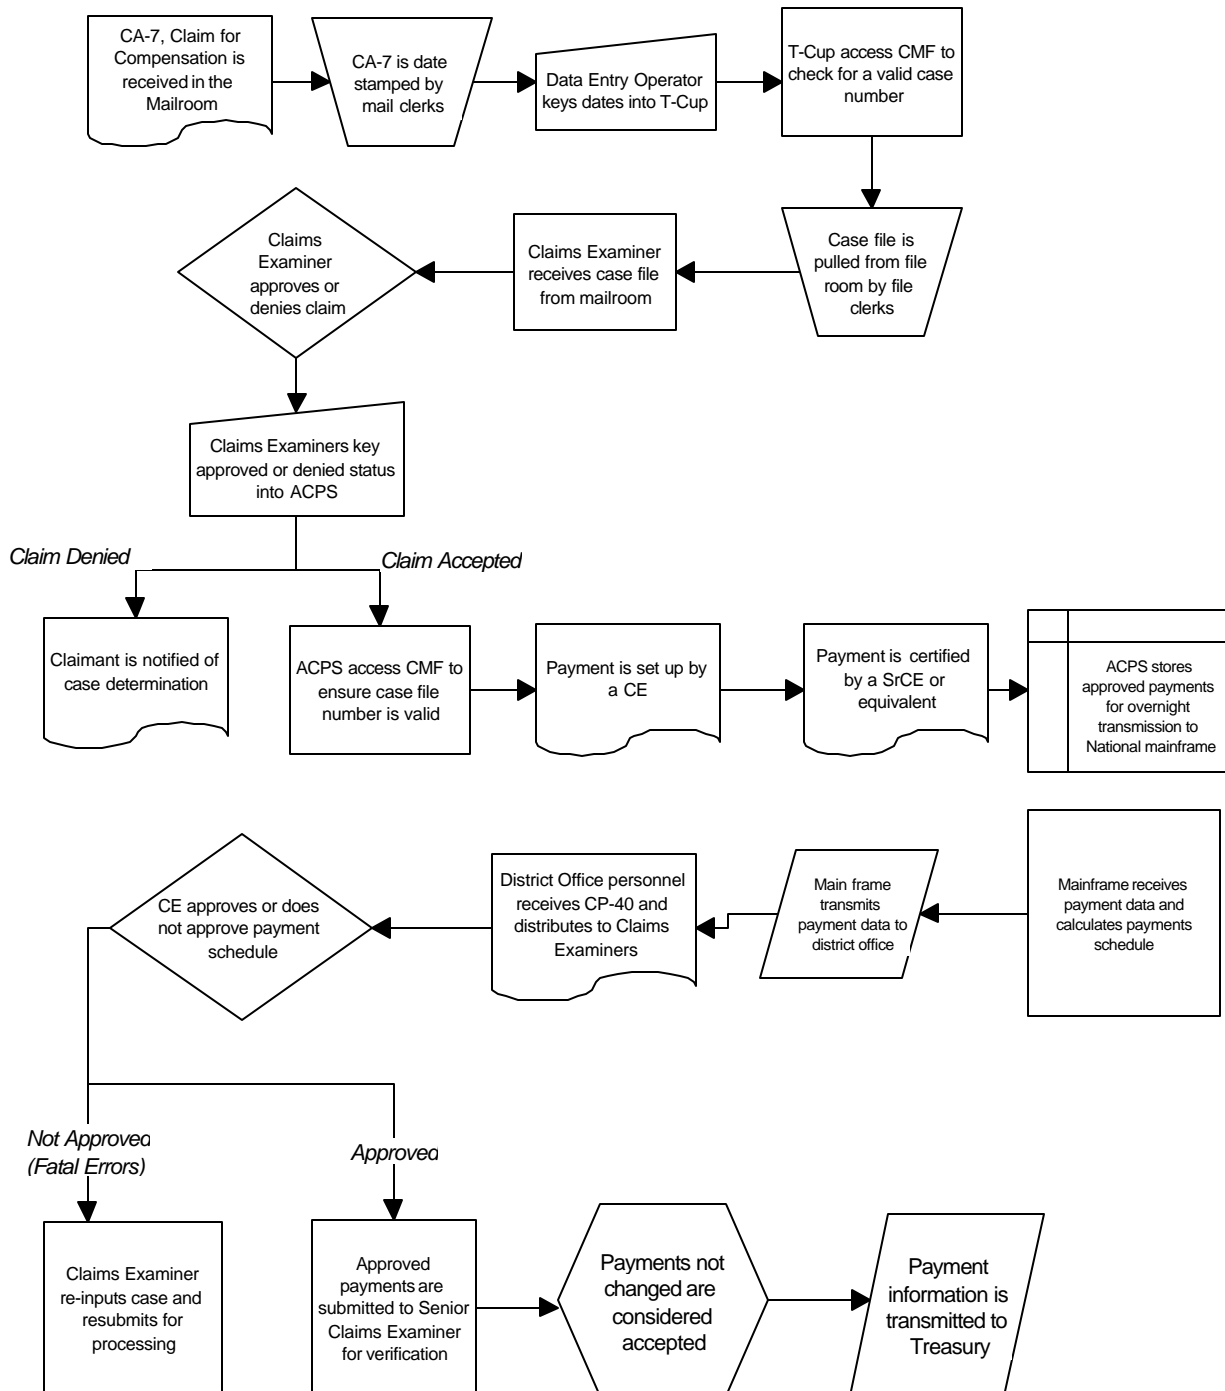 CA-7, Claim for
Compensation is
received in the
Mailroom
CA-7 is date
stamped by
mail clerks
Data Entry Operator
keys dates into T-Cup
T-Cup access CMF to
check for a valid case
number
Claims
Examiner
approves or
denies claim
Claims Examiner
receives case file
from mailroom
Case file is
pulled from file
room by file
clerks
Claims Examiners key
approved or denied status
into ACPS
Claim Denied
Claim Accepted
Claimant is notified of
case determination
ACPS access CMF to
ensure case file
number is valid
Payment is set up by
a CE
Payment is certified
by a SrCE or
equivalent
ACPS stores
approved payments
for overnight
transmission to
National mainframe
CE approves or does
not approve payment
schedule
District Office personnel
receives CP-40 and
distributes to Claims
Examiners
Main frame
transmits
payment data to
district office
Mainframe receives
payment data and
calculates payments
schedule
Not Approved
(Fatal Errors)
Approved
Claims Examiner
re-inputs case and
resubmits for
processing
Approved
payments are
submitted to Senior
Claims Examiner
for verification
Payments not
changed are
considered
accepted
Payment
information is
transmitted to
Treasury